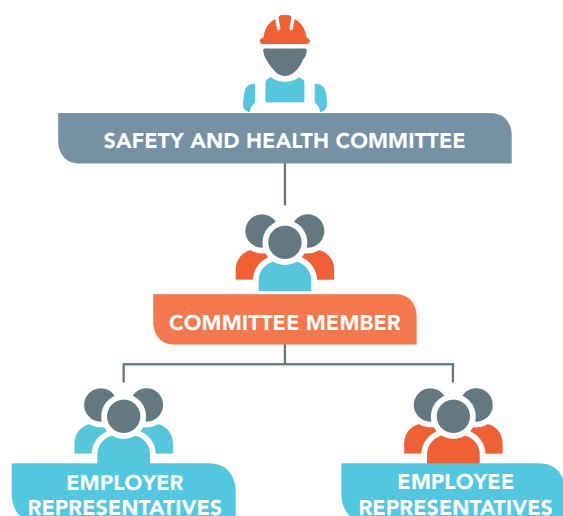 SAFETY AND HEALTH COMMITTEE
COMMITTEE MEMBER
EMPLOYER
REPRESENTATIVES
EMPLOYEE
REPRESENTATIVES